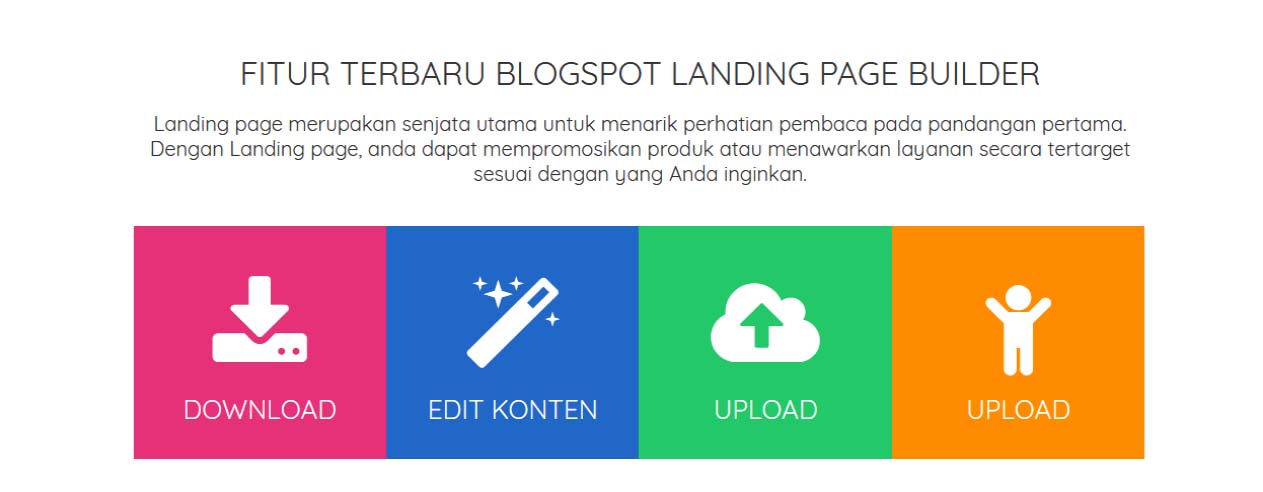 FITUR TERBARU BLOGSPOT LANDING PAGE BUILDER
Landing page merupakan senjata utama untuk menarik perhatian pembaca pada pandangan pertama.
Dengan Landing page, anda dapat mempromosikan produk atau menawarkan layanan secara tertarget
sesuai dengan yang Anda inginkan.
DOWNLOAD
EDIT KONTEN
UPLOAD
UPLOAD